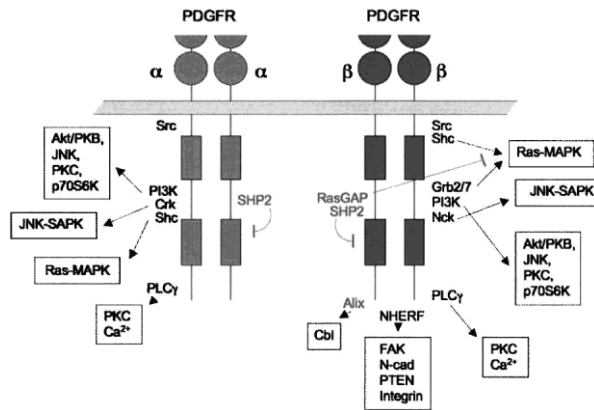 PDGFR
PDGFR
α
α
β
β
Src
Akt/PKB,
JNK,
PKC,
p70S6K
PI3K
Crk
Shc
JNK-SAPK
Ras-MAPK
SHP2
PLCγ
PKC
Ca²⁺
Src
Shc
Ras-MAPK
RasGAP
SHP2
Grb2/7
PI3K
Nck
JNK-SAPK
Akt/PKB,
JNK,
PKC,
p70S6K
Alix
Cbl
NHERF
FAK
N-cad
PTEN
Integrin
PLCγ
PKC
Ca²⁺